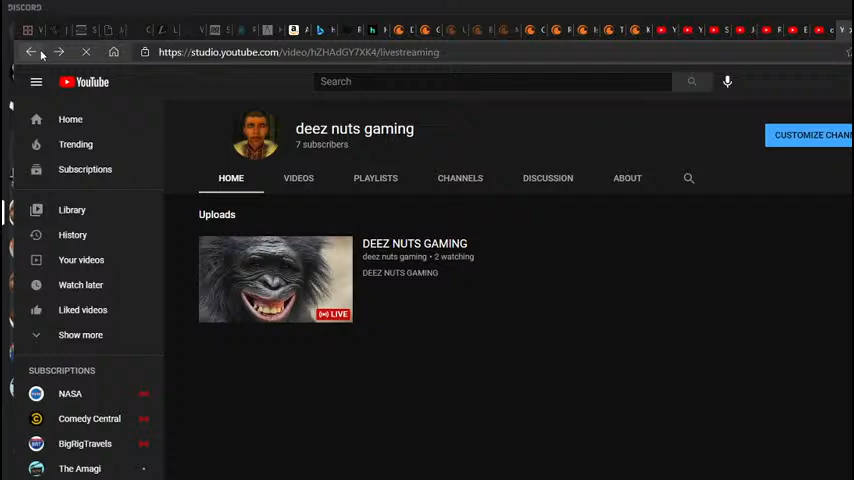 DISCORD
https://studio.youtube.com/video/hZHAdGY7XK4/livestreaming
YouTube
Search
deez nuts gaming
7 subscribers
CUSTOMIZE CHAN
HOME VIDEOS PLAYLISTS CHANNELS DISCUSSION ABOUT
Home
Trending
Subscriptions
Library
History
Your videos
Watch later
Liked videos
Show more
SUBSCRIPTIONS
NASA
Comedy Central
BigRigTravels
The Amagi
Uploads
LIVE
DEEZ NUTS GAMING
deez nuts gaming • 2 watching
DEEZ NUTS GAMING